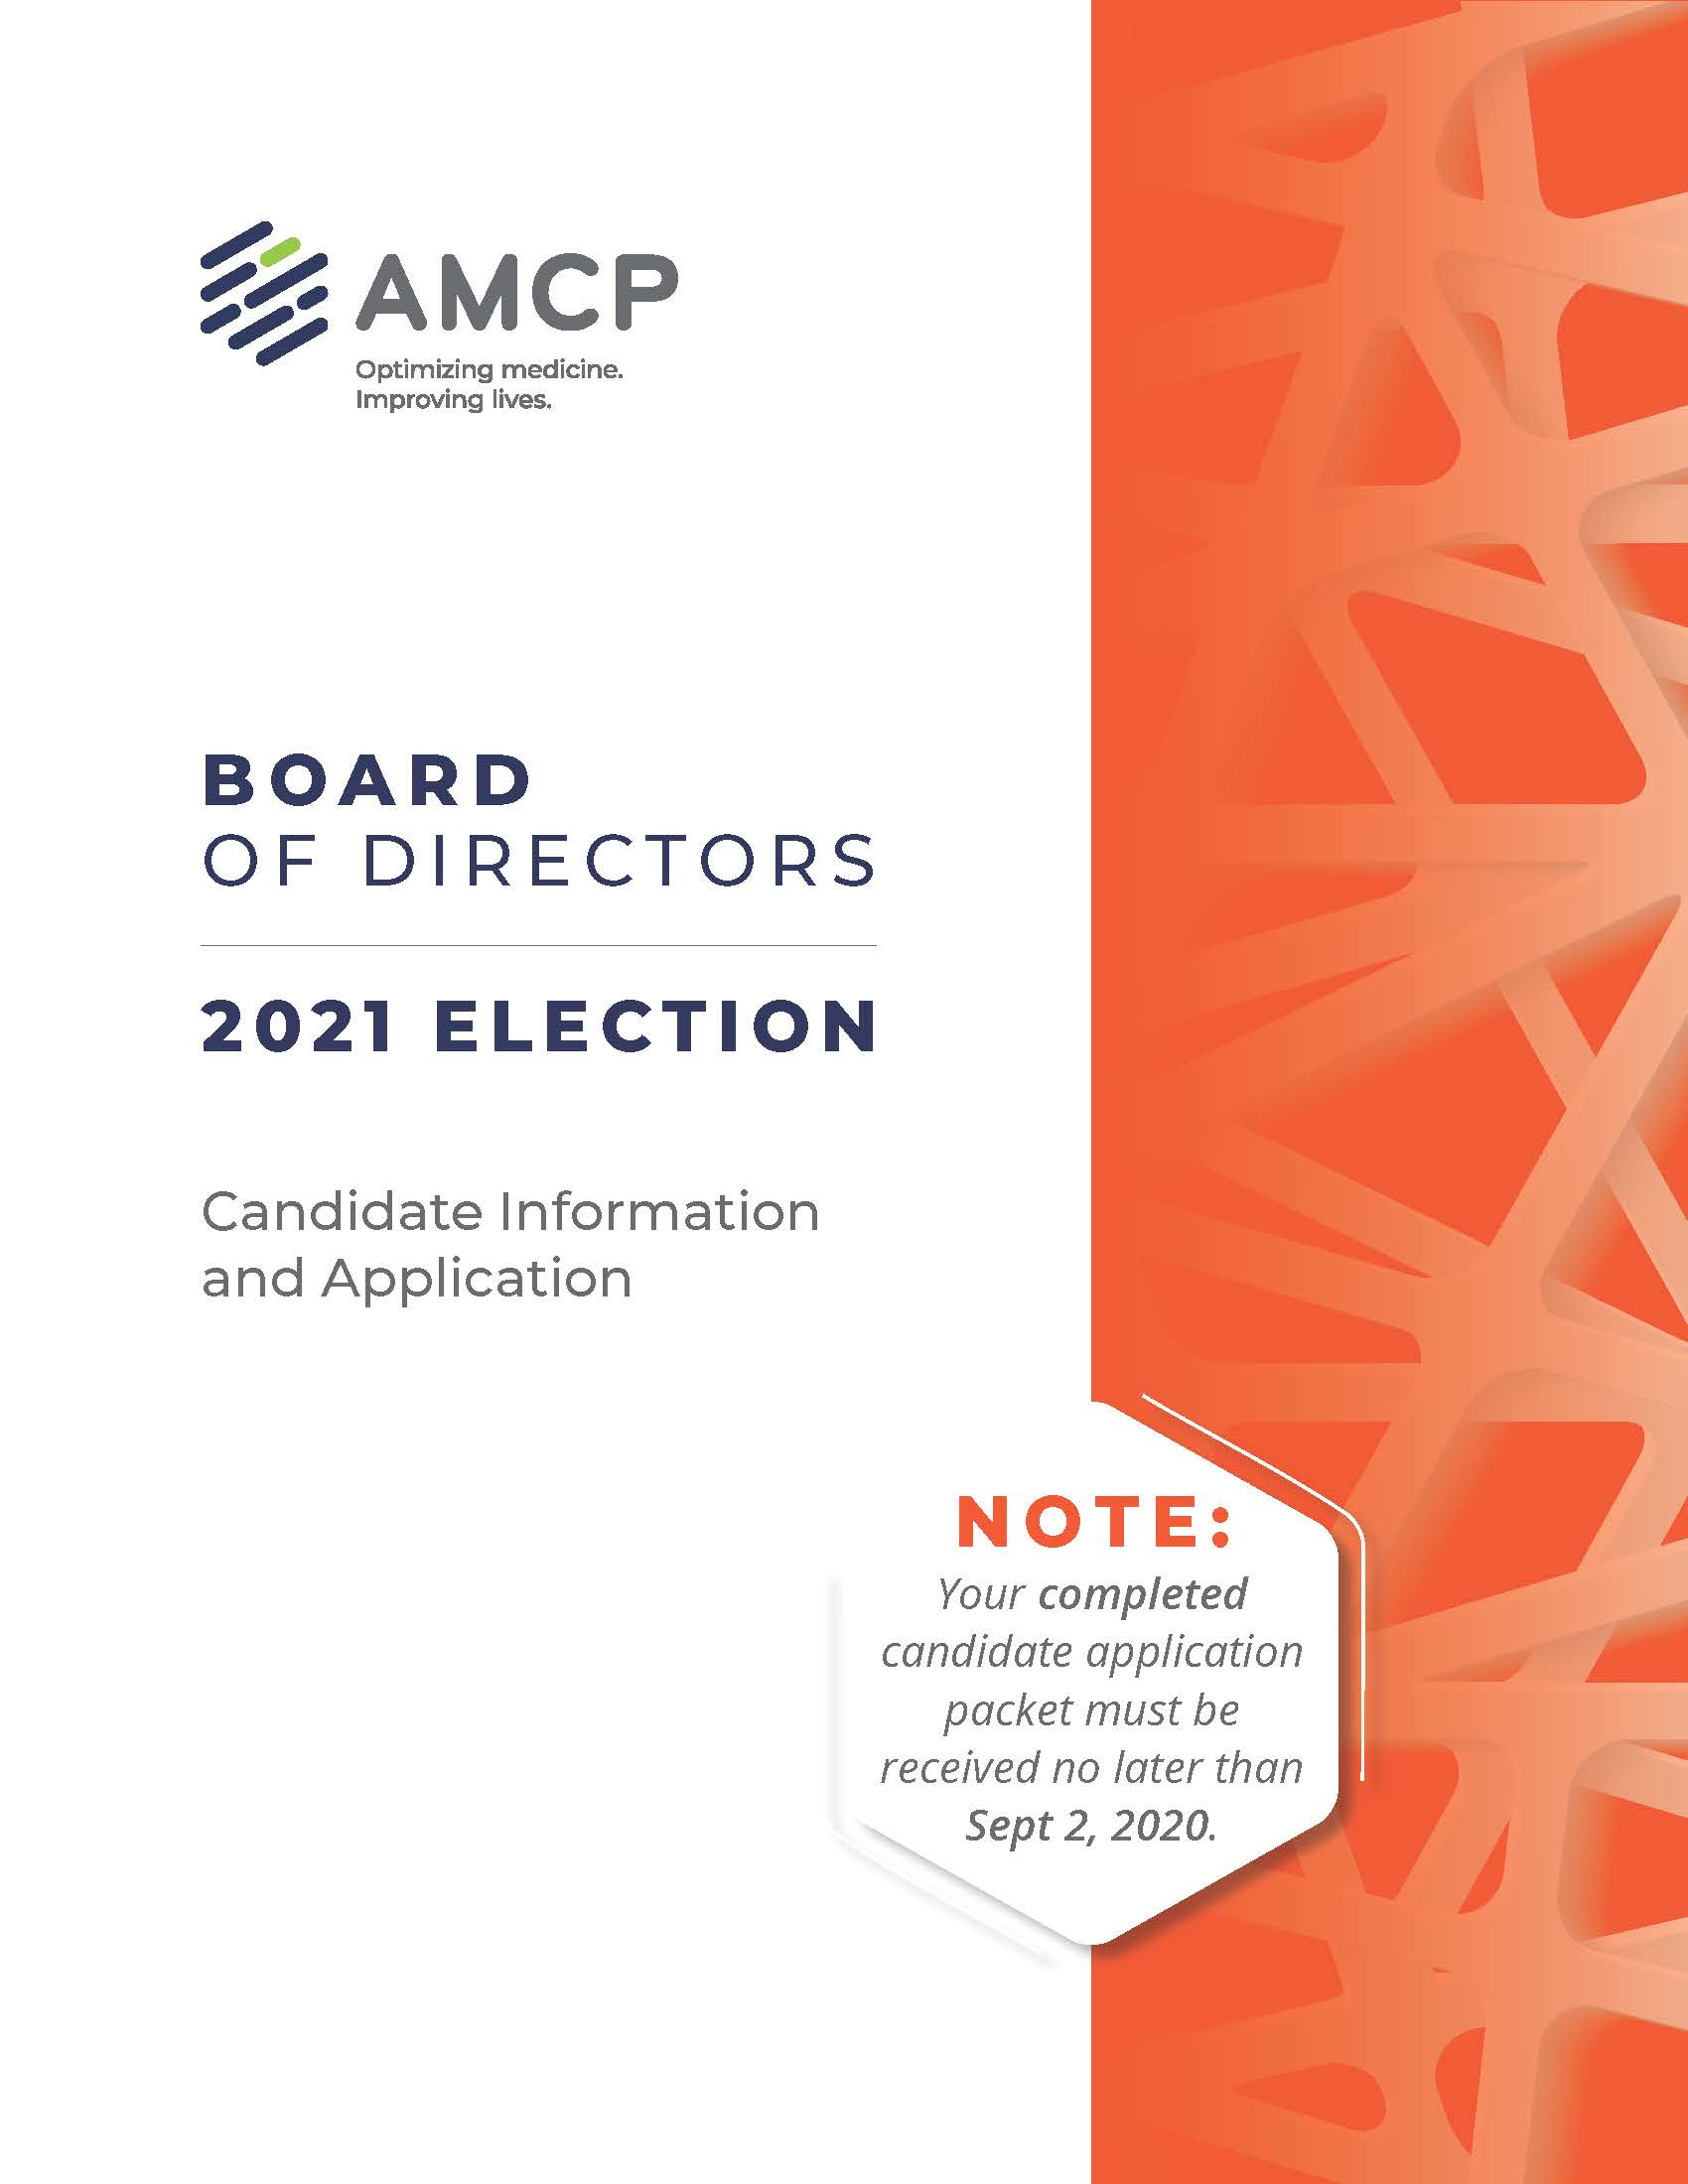 AMCP
Optimizing medicine.
Improving lives.
BOARD
OF DIRECTORS
2021 ELECTION
Candidate Information
and Application
NOTE:
Your completed
candidate application
packet must be
received no later than
Sept 2, 2020.